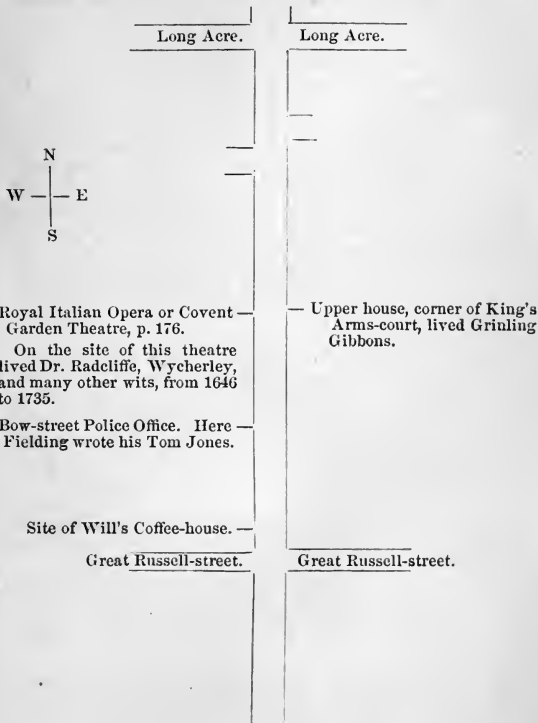 Long Acre. Long Acre.
N
W E
S
Royal Italian Opera or Covent
Garden Theatre, p. 176.
On the site of this theatre
lived Dr. Radcliffe, Wycherley,
and many other wits, from 1646
to 1735.
Upper house, corner of King's
Arms-court, lived Grinling
Gibbons.
Bow-street Police Office. Here
Fielding wrote his Tom Jones.
Site of Will's Coffee-house.
Great Russell-street. Great Russell-street.